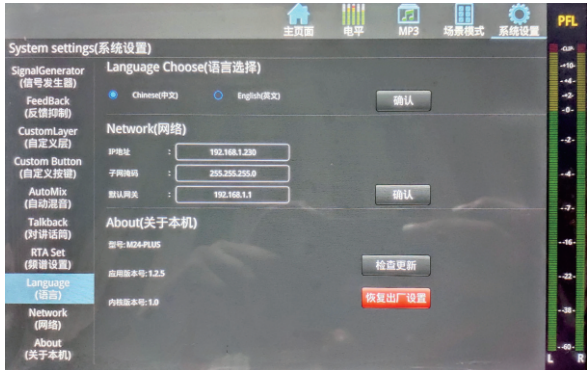 主页面 电平 MP3 场景模式 系统设置
PFL
System settings(系统设置)
SignalGenerator
(信号发生器)
FeedBack
(反馈抑制)
CustomLayer
(自定义层)
Custom Button
(自定义按键)
AutoMix
(自动混音)
Talkback
(对讲话筒)
RTA Set
(频谱设置)
Language
(语言)
Network
(网络)
About
(关于本机)
Language Choose(语言选择)
Chinese(中文) English(英文) 确认
Network(网络)
IP地址 : 192.168.1.230
子网掩码 : 255.255.255.0
默认网关 : 192.168.1.1 确认
About(关于本机)
型号: M24-PLUS
检查更新
应用版本号: 1.2.5
恢复出厂设置
内核版本号: 1.0
-2-
-4-
-7-
-16-
-22-
-38-
-60-
L R